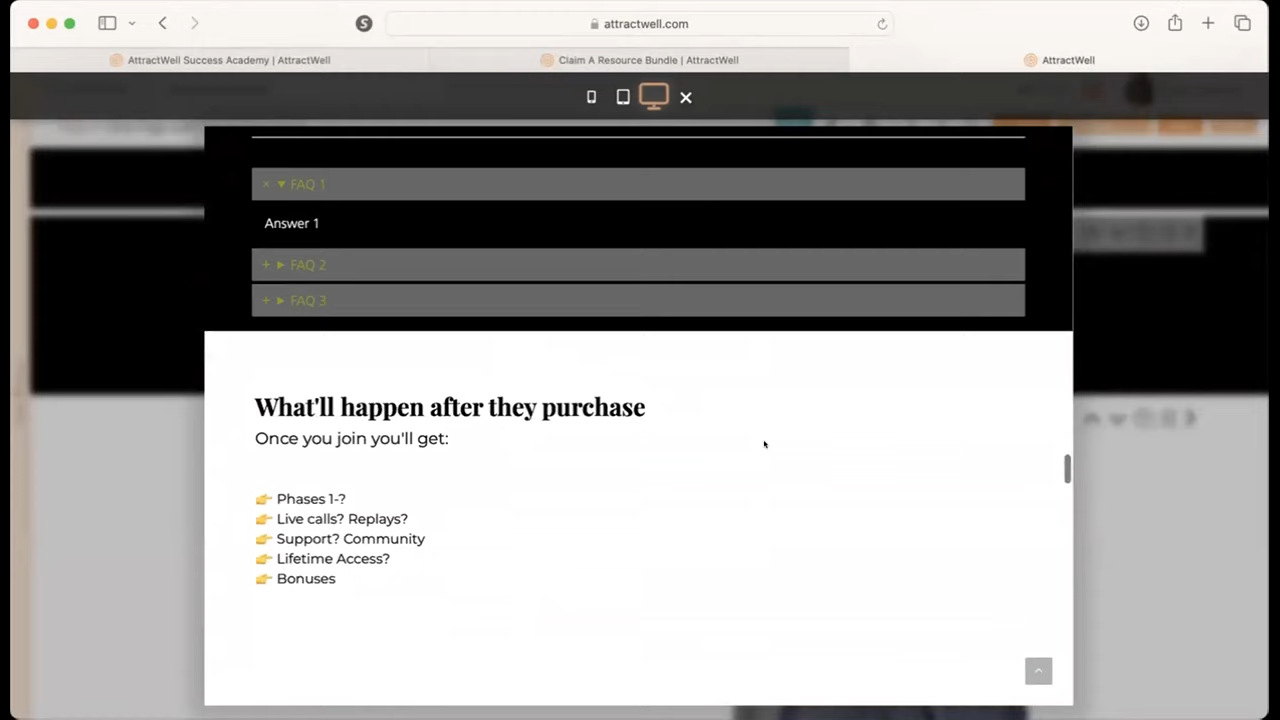 attractwell.com
AttractWell Success Academy | AttractWell
Claim A Resource Bundle | AttractWell
AttractWell
× ▼ FAQ 1
Answer 1
+ ► FAQ 2
+ ► FAQ 3
What'll happen after they purchase
Once you join you'll get:
👉 Phases 1-?
👉 Live calls? Replays?
👉 Support? Community
👉 Lifetime Access?
👉 Bonuses